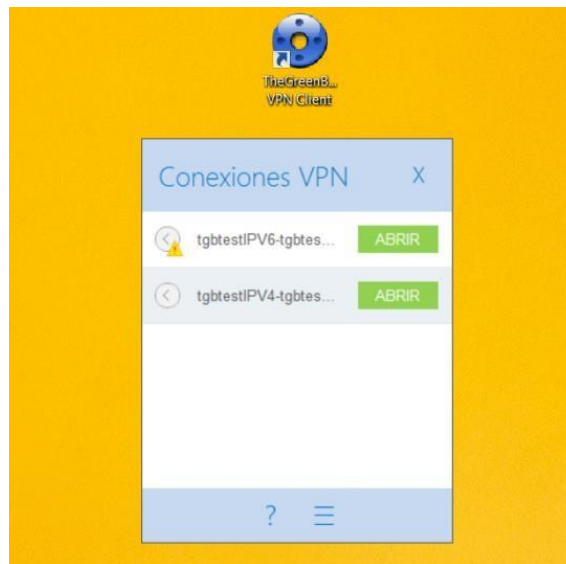 TheGreenB...
VPN Client
Conexiones VPN X
tgbtestIPV6-tgbtes... ABRIR
tgbtestIPV4-tgbtes... ABRIR
?